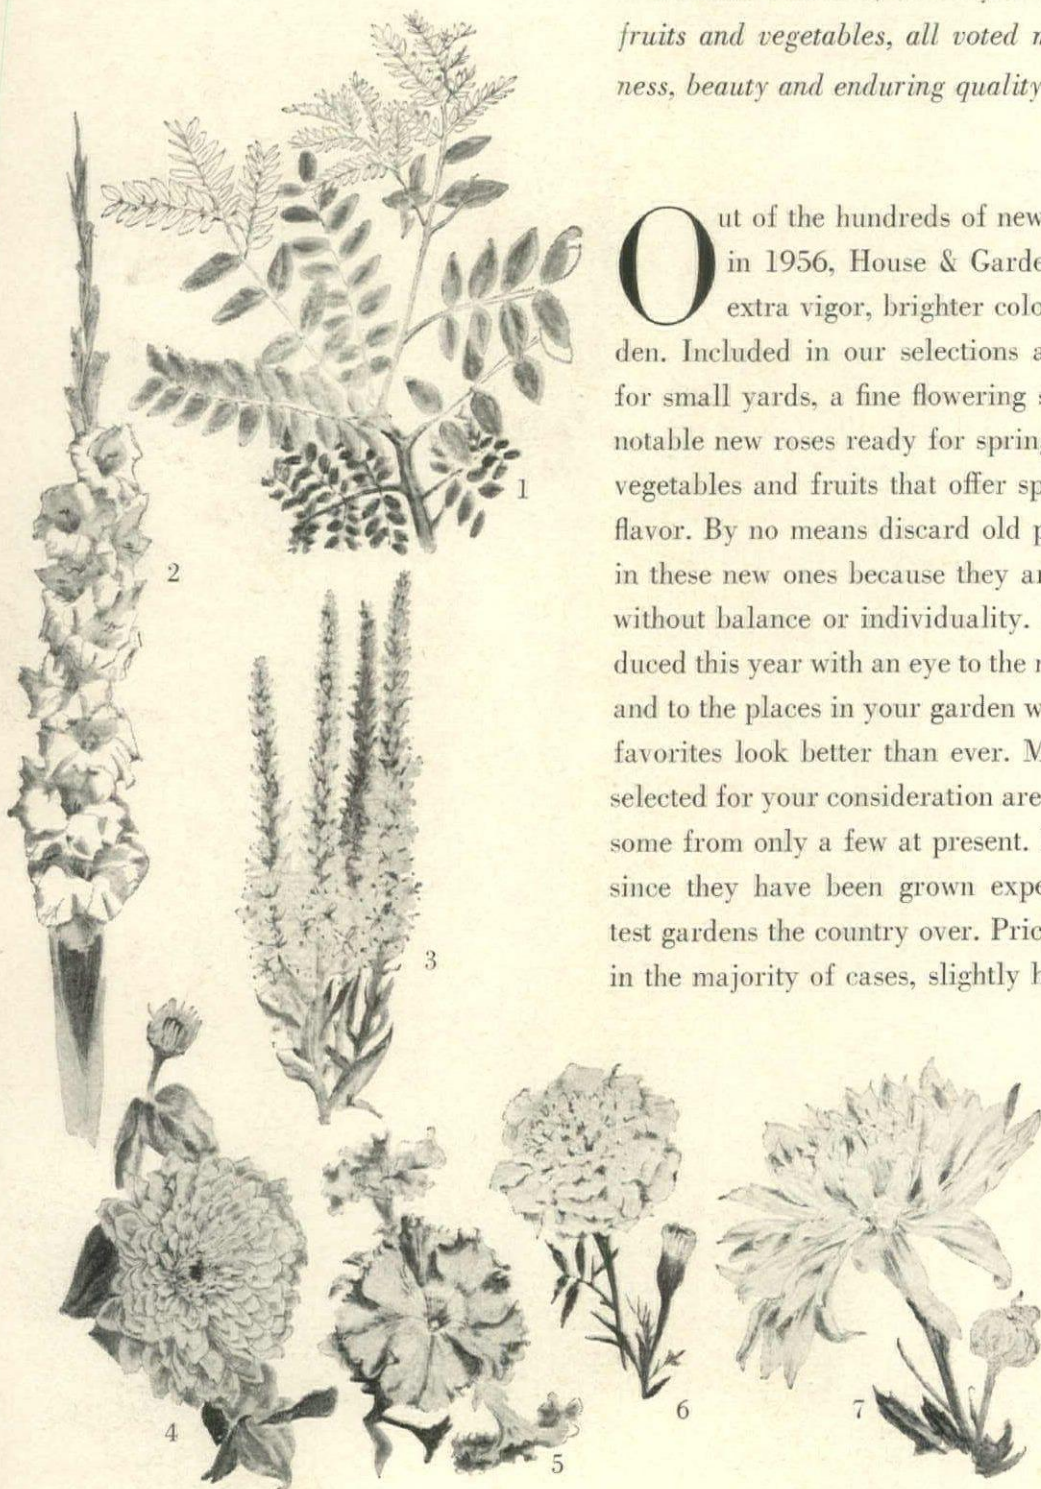 fruits and vegetables, all voted
ness, beauty and enduring quality
Out of the hundreds of new
in 1956, House & Garde
extra vigor, brighter colo
den. Included in our selections a
for small yards, a fine flowering
notable new roses ready for sprin
vegetables and fruits that offer sp
flavor. By no means discard old
in these new ones because they a
without balance or individuality.
duced this year with an eye to the
and to the places in your garden w
favorites look better than ever. M
selected for your consideration are
some from only a few at present.
since they have been grown expe
test gardens the country over. Pric
in the majority of cases, slightly h
1
2
3
4
5
6
7